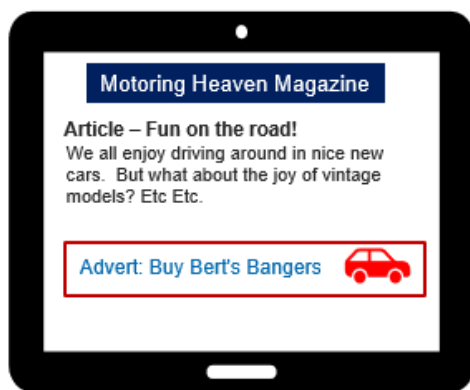 Motoring Heaven Magazine
Article – Fun on the road!
We all enjoy driving around in nice new
cars.  But what about the joy of vintage
models? Etc Etc.
Advert: Buy Bert's Bangers